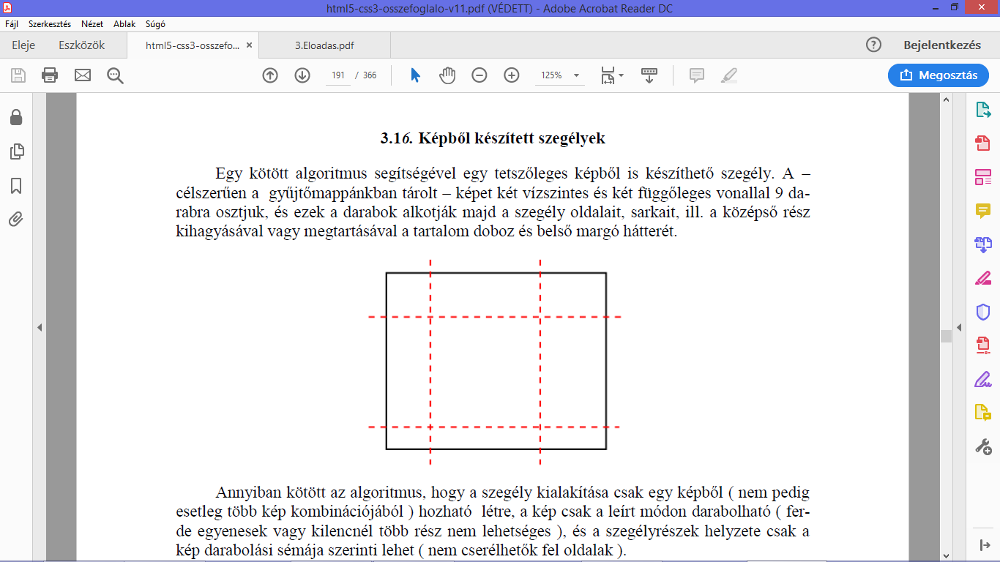 html5-css3-osszefoglalo-v11.pdf (VÉDETT) - Adobe Acrobat Reader DC
Fájl Szerkesztés Nézet Ablak Súgó
Eleje Eszközök html5-css3-osszefo... × 3.Eloadas.pdf Bejelentkezés
191 / 366 125% Megosztás
3.16. Képből készített szegélyek
Egy kötött algoritmus segítségével egy tetszőleges képből is készíthető szegély. A –
célszerűen a gyűjtőmappánkban tárolt – képet két vízszintes és két függőleges vonallal 9 da-
rabra osztjuk, és ezek a darabok alkotják majd a szegély oldalait, sarkait, ill. a középső rész
kihagyásával vagy megtartásával a tartalom doboz és belső margó hátterét.
Annyiban kötött az algoritmus, hogy a szegély kialakítása csak egy képből ( nem pedig
esetleg több kép kombinációjából ) hozható létre, a kép csak a leírt módon darabolható ( fer-
de egyenesek vagy kilencnél több rész nem lehetséges ), és a szegélyrészek helyzete csak a
kép darabolási sémája szerinti lehet ( nem cserélhetők fel oldalak ).